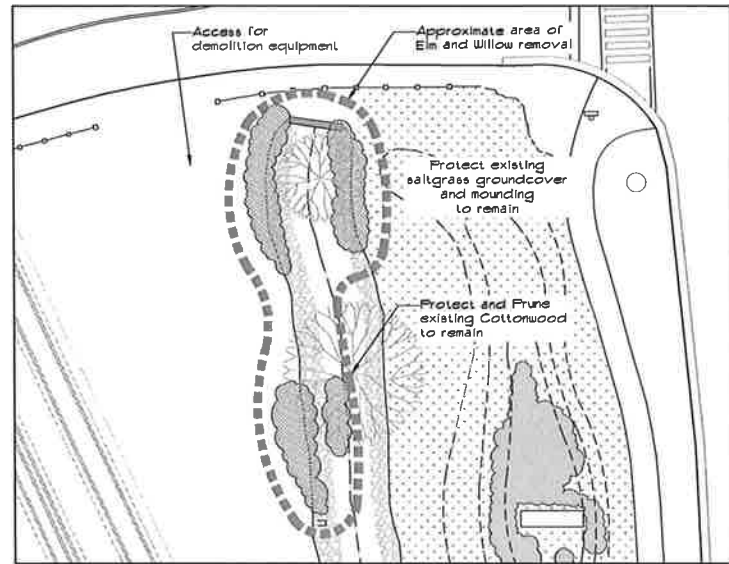 Access for
demolition equipment
Approximate area of
Elm and Willow removal
Protect existing
saltgrass groundcover
and mounding
to remain
Protect and Prune
existing Cottonwood
to remain